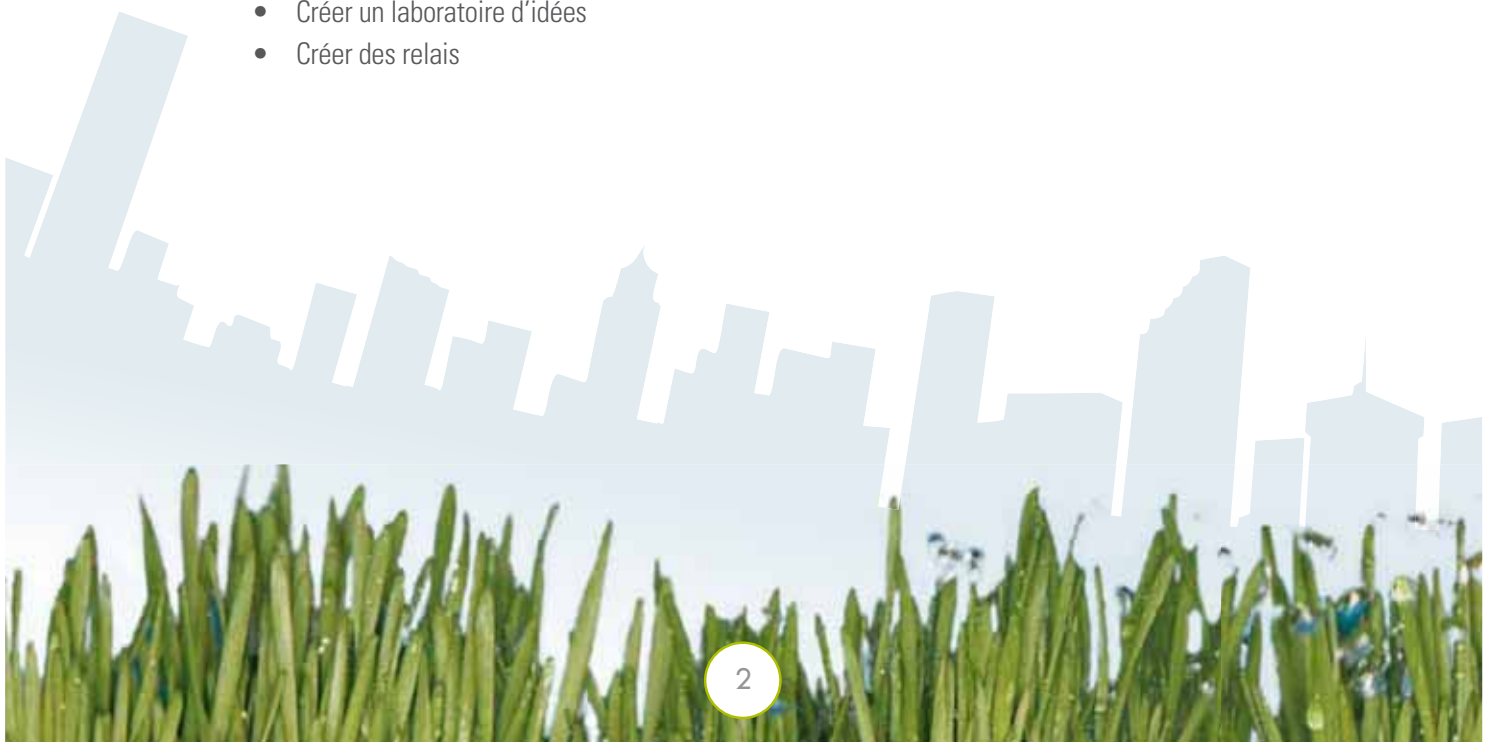 • Créer un laboratoire d’idées
• Créer des relais
2